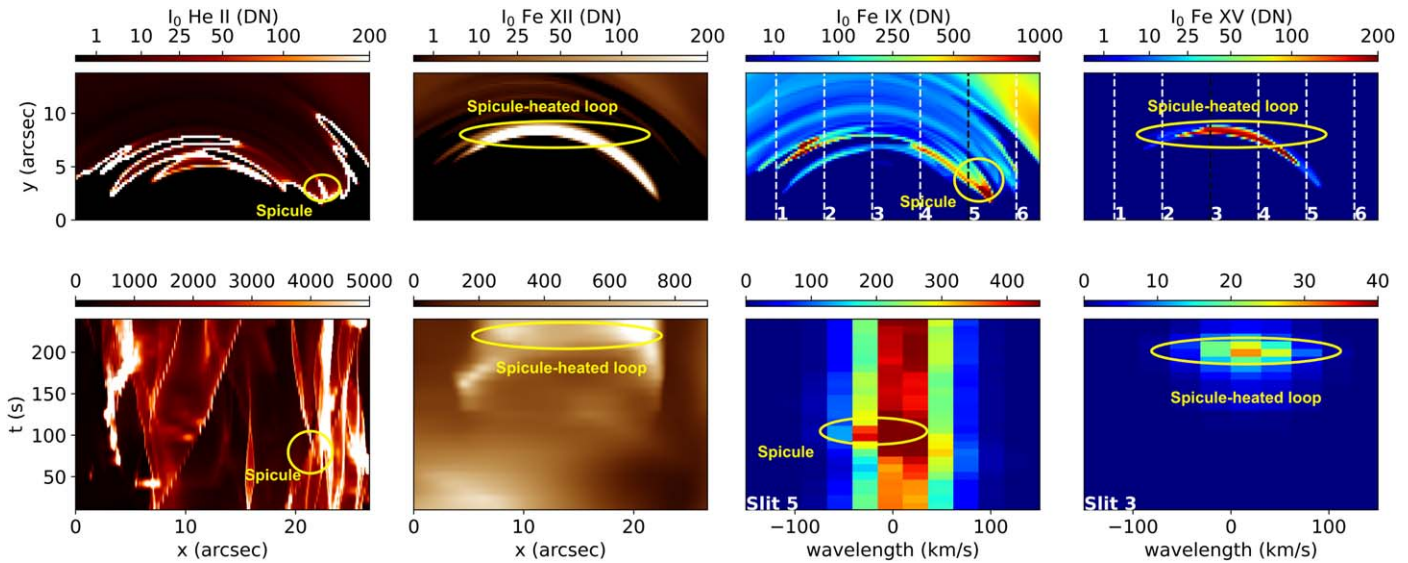 I₀ He II (DN)
1 10 25 50 100 200
I₀ Fe XII (DN)
1 10 25 50 100 200
I₀ Fe IX (DN)
10 100 250 500 1000
I₀ Fe XV (DN)
1 10 25 50 100 200
y (arcsec)
10
5
0
Spicule
Spicule-heated loop
Spicule
1 2 3 4 5 6
Spicule-heated loop
1 2 3 4 5 6
0 1000 2000 3000 4000 5000
0 200 400 600 800
0 100 200 300 400
0 10 20 30 40
t (s)
200
150
100
50
Spicule
0 10 20
x (arcsec)
Spicule-heated loop
0 10 20
x (arcsec)
Spicule
Slit 5
−100 0 100
wavelength (km/s)
Spicule-heated loop
Slit 3
−100 0 100
wavelength (km/s)